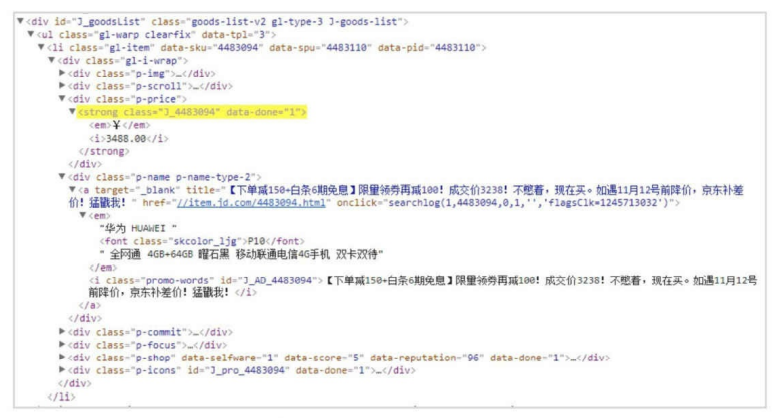 ▼<div id="J_goodsList" class="goods-list-v2 gl-type-3 J-goods-list">
▼<ul class="gl-warp clearfix" data-tpl="3">
▼<li class="gl-item" data-sku="4483094" data-spu="4483110" data-pid="4483110">
▼<div class="gl-i-wrap">
▶<div class="p-img">…</div>
▶<div class="p-scroll">…</div>
▼<div class="p-price">
▼<strong class="J_4483094" data-done="1">
<em>¥</em>
<i>3488.00</i>
</strong>
</div>
▼<div class="p-name p-name-type-2">
▼<a target="_blank" title="【下单减150+白条6期免息】限量领券再减100！成交价3238！不憋着，现在买。如遇11月12号前降价，京东补差
价！猛戳我！" href="//item.jd.com/4483094.html" onclick="searchlog(1,4483094,0,1,'','flagsClk=1245713032')">
▼<em>
"华为 HUAWEI "
<font class="skcolor_ljg">P10</font>
" 全网通 4GB+64GB 曜石黑 移动联通电信4G手机 双卡双待"
</em>
<i class="promo-words" id="J_AD_4483094">【下单减150+白条6期免息】限量领券再减100！成交价3238！不憋着，现在买。如遇11月12号
前降价，京东补差价！猛戳我！</i>
</a>
</div>
▶<div class="p-commit">…</div>
▶<div class="p-focus">…</div>
▶<div class="p-shop" data-selfware="1" data-score="5" data-reputation="96" data-done="1">…</div>
▶<div class="p-icons" id="J_pro_4483094" data-done="1">…</div>
</div>
</li>